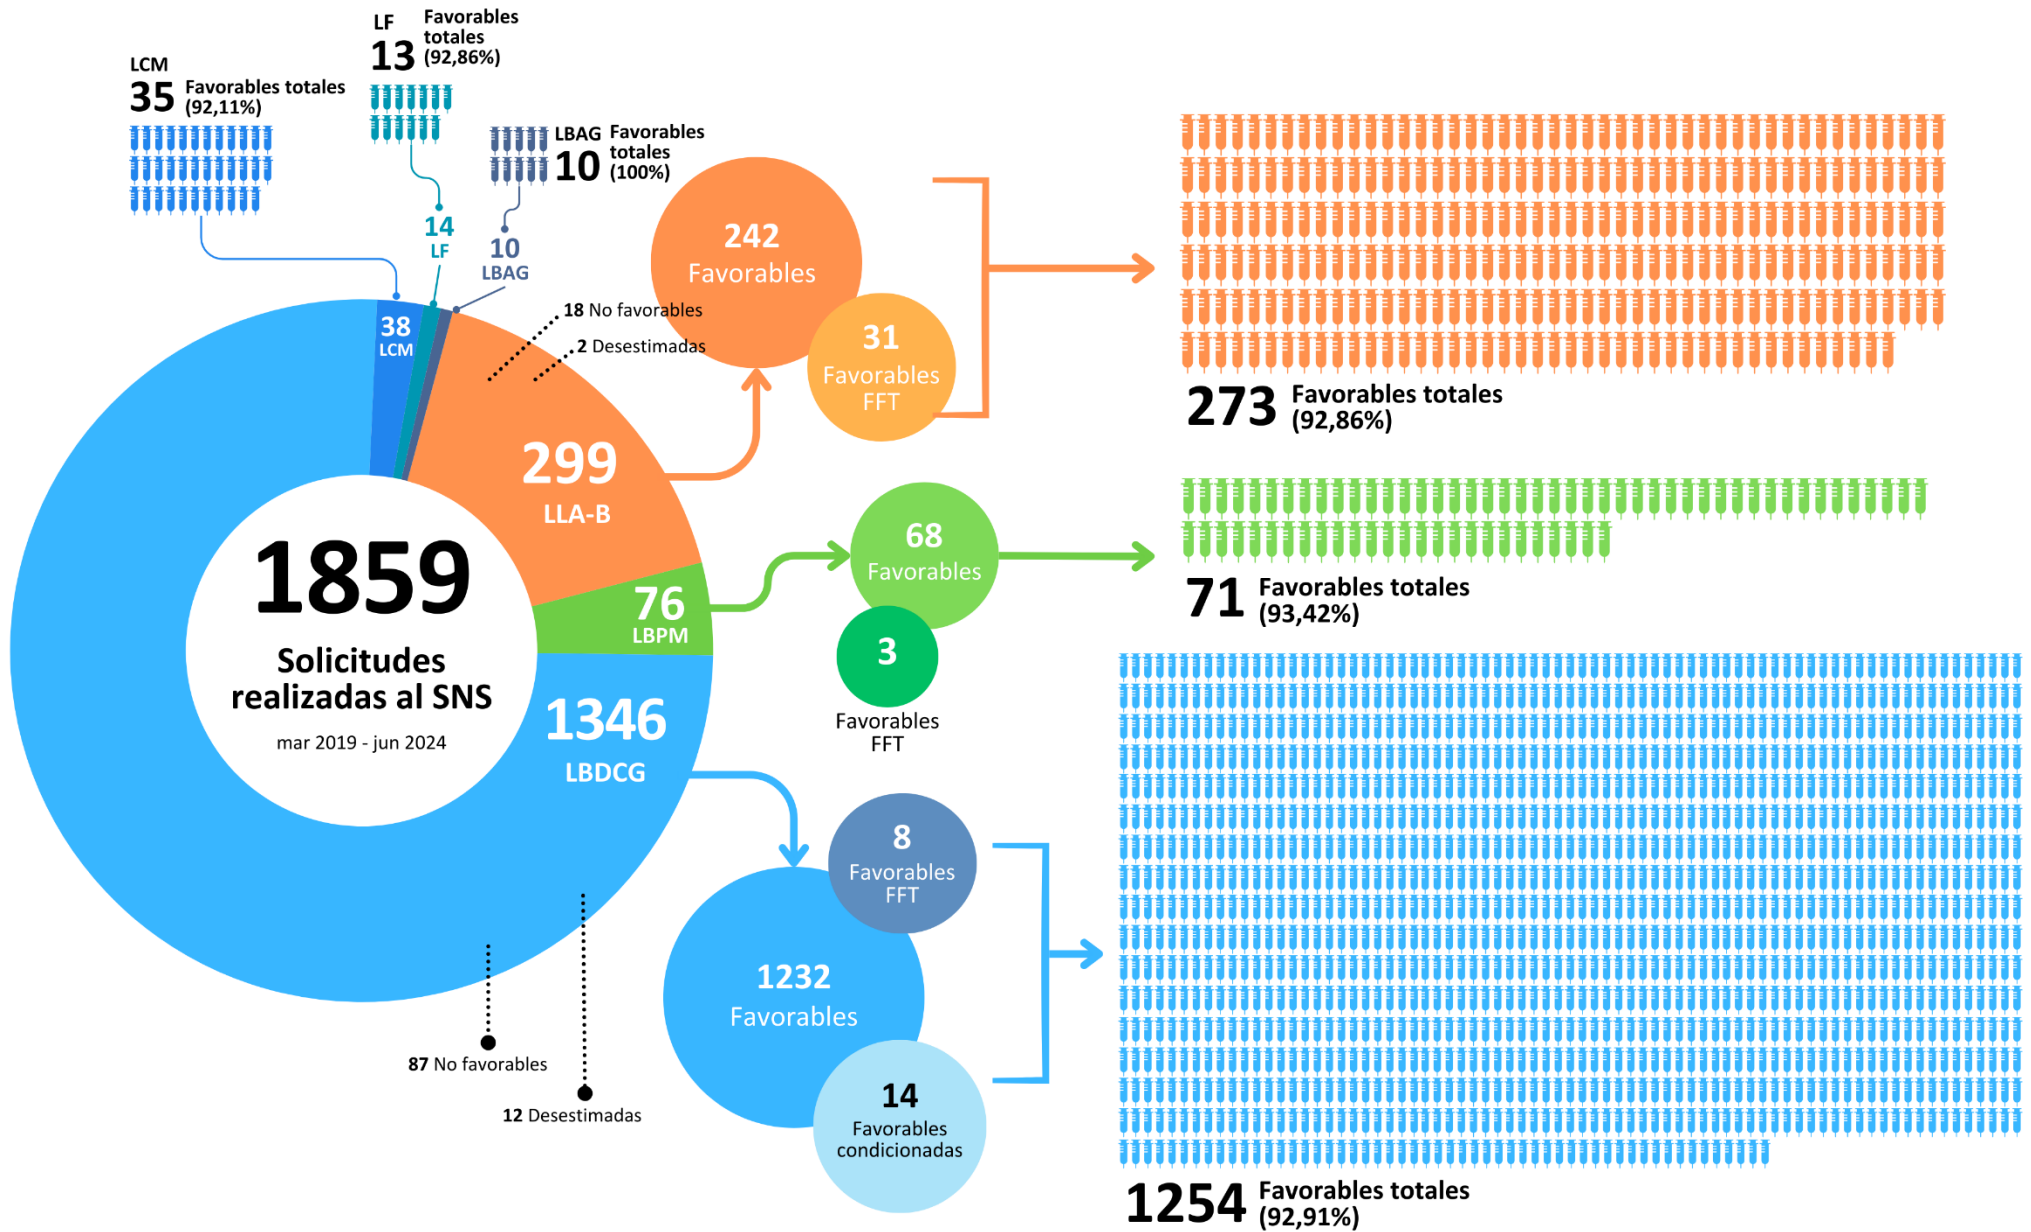 LCM
35
Favorables totales
(92,11%)
LF
13
Favorables
totales
(92,86%)
LBAG
10
Favorables
totales
(100%)
14
LF
10
LBAG
38
LCM
18 No favorables
2 Desestimadas
299
LLA-B
242
Favorables
31
Favorables
FFT
273
Favorables totales
(92,86%)
1859
Solicitudes
realizadas al SNS
mar 2019 - jun 2024
76
LBPM
68
Favorables
3
Favorables
FFT
71
Favorables totales
(93,42%)
1346
LBDCG
8
Favorables
FFT
1232
Favorables
14
Favorables
condicionadas
87 No favorables
12 Desestimadas
1254
Favorables totales
(92,91%)